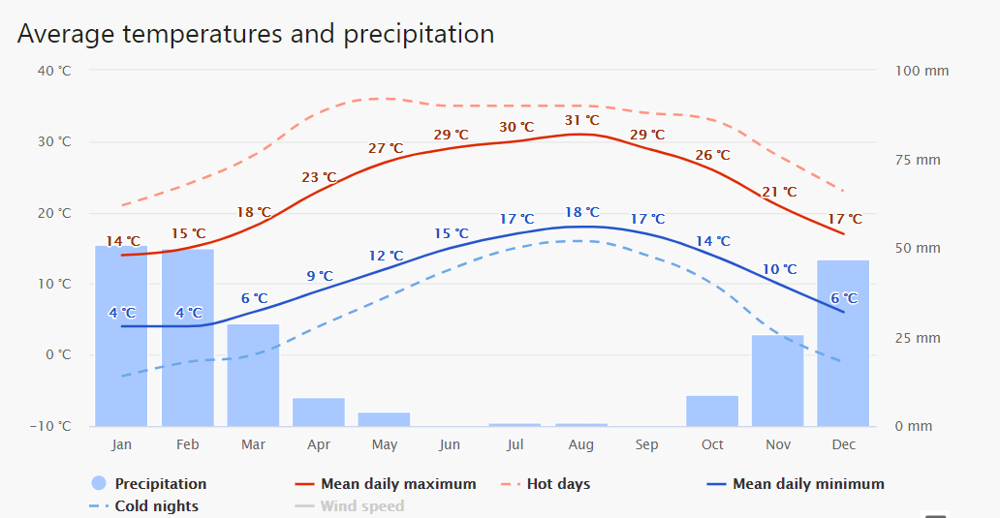 Average temperatures and precipitation
40 °C
100 mm
30 °C
75 mm
20 °C
50 mm
10 °C
25 mm
0 °C
-10 °C
0 mm
14 °C 15 °C 18 °C 23 °C 27 °C 29 °C 30 °C 31 °C 29 °C 26 °C 21 °C 17 °C
4 °C 4 °C 6 °C 9 °C 12 °C 15 °C 17 °C 18 °C 17 °C 14 °C 10 °C 6 °C
Jan Feb Mar Apr May Jun Jul Aug Sep Oct Nov Dec
Precipitation Mean daily maximum Hot days Mean daily minimum
Cold nights Wind speed